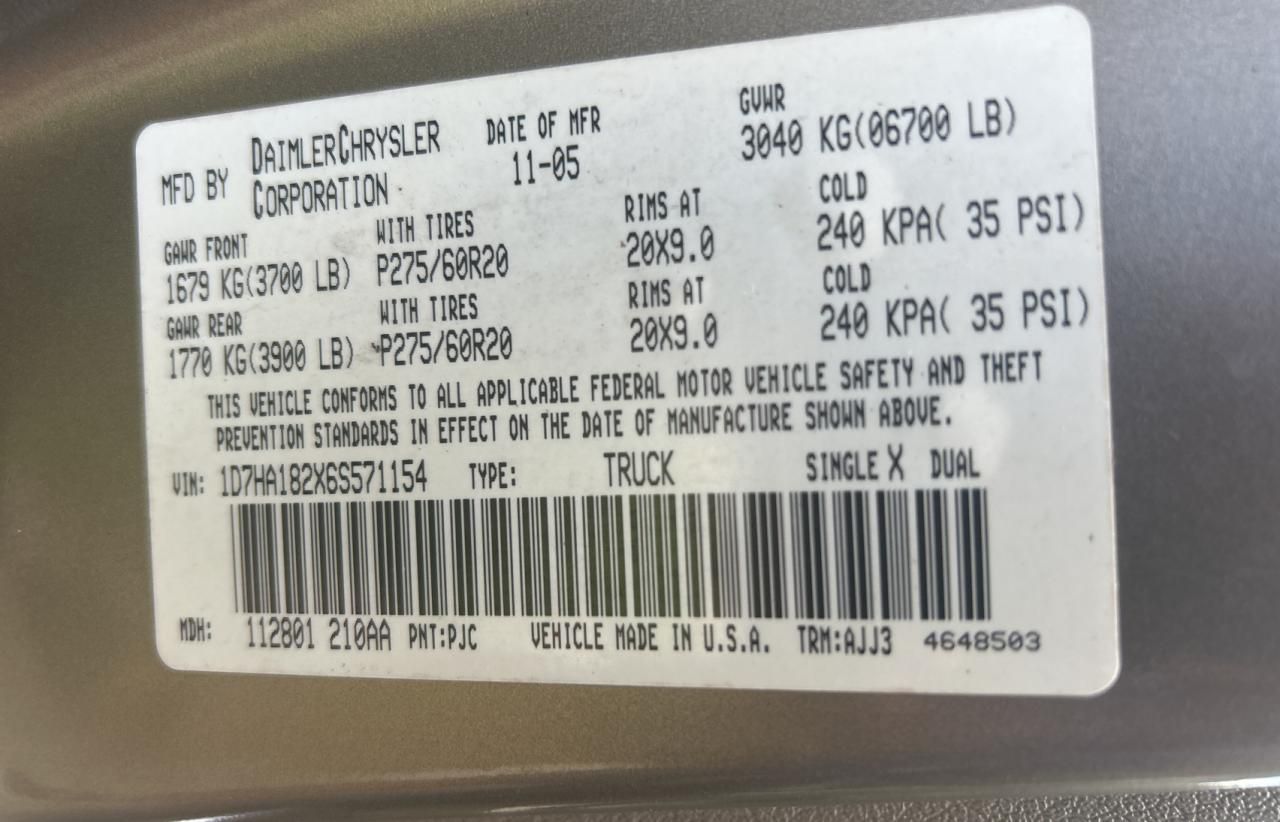 MFD BY DAIMLERCHRYSLER CORPORATION DATE OF MFR 11-05 GVWR 3040 KG(06700 LB)
GAWR FRONT WITH TIRES RIMS AT COLD
1679 KG(3700 LB) P275/60R20 20X9.0 240 KPA( 35 PSI)
GAWR REAR WITH TIRES RIMS AT COLD
1770 KG(3900 LB) P275/60R20 20X9.0 240 KPA( 35 PSI)
THIS VEHICLE CONFORMS TO ALL APPLICABLE FEDERAL MOTOR VEHICLE SAFETY AND THEFT
PREVENTION STANDARDS IN EFFECT ON THE DATE OF MANUFACTURE SHOWN ABOVE.
VIN: 1D7HA182X6S571154 TYPE: TRUCK SINGLE X DUAL
MDH: 112801 210AA PNT:PJC VEHICLE MADE IN U.S.A. TRM:AJJ3 4648503